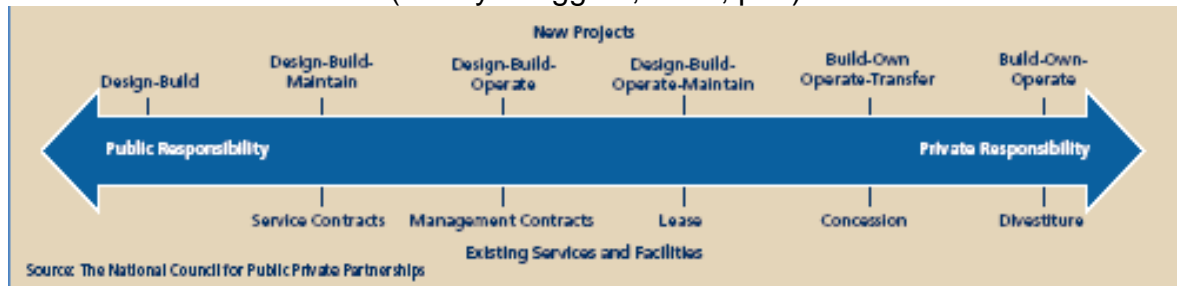 New Projects
Design-Build
Design-Build-
Maintain
Design-Build-
Operate
Design-Build-
Operate-Maintain
Build-Own
Operate-Transfer
Build-Own-
Operate
Public Responsibility
Private Responsibility
Service Contracts
Management Contracts
Lease
Concession
Divestiture
Existing Services and Facilities
Source: The National Council for Public Private Partnerships